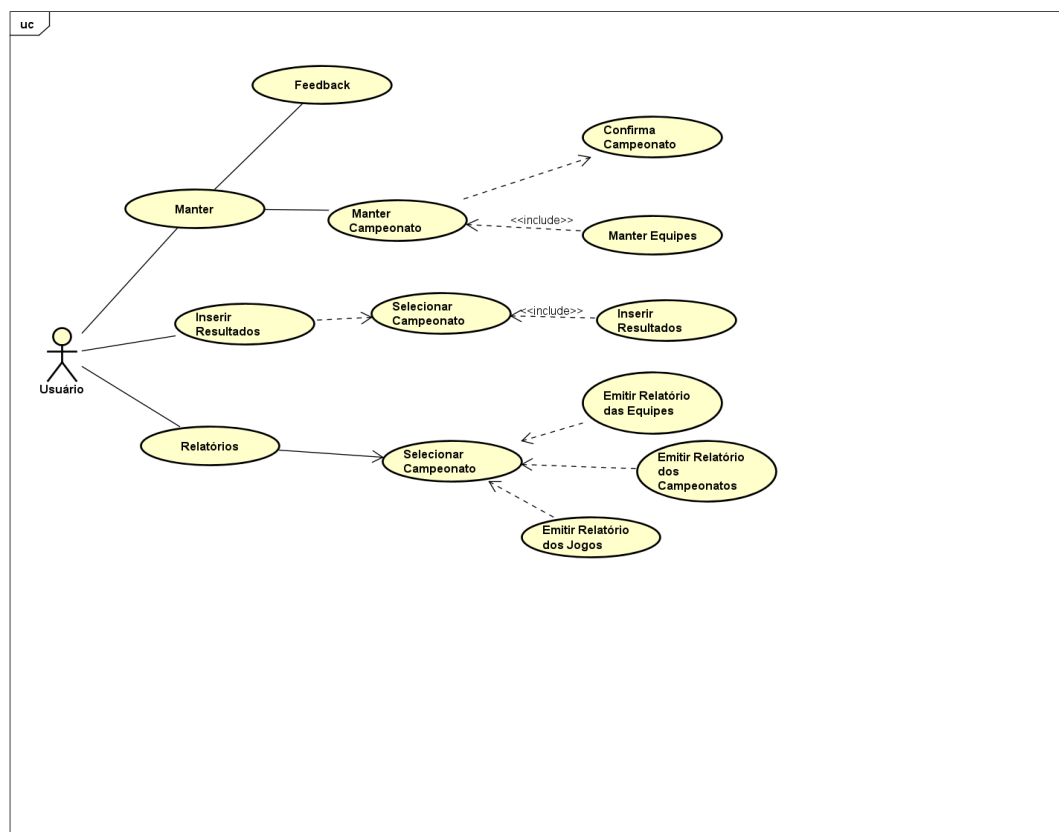 uc
Feedback
Confirma
Campeonato
Manter
Manter
Campeonato
<<include>>
Manter Equipes
Inserir
Resultados
Selecionar
Campeonato
<<include>>
Inserir
Resultados
Usuário
Emitir Relatório
das Equipes
Relatórios
Selecionar
Campeonato
Emitir Relatório
dos
Campeonatos
Emitir Relatório
dos Jogos